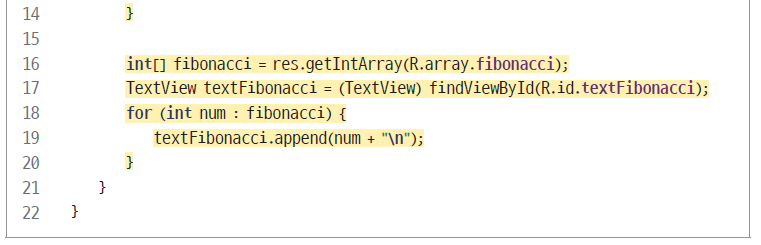 14 }
15
16 int[] fibonacci = res.getIntArray(R.array.fibonacci);
17 TextView textFibonacci = (TextView) findViewById(R.id.textFibonacci);
18 for (int num : fibonacci) {
19 textFibonacci.append(num + "\n");
20 }
21 }
22 }